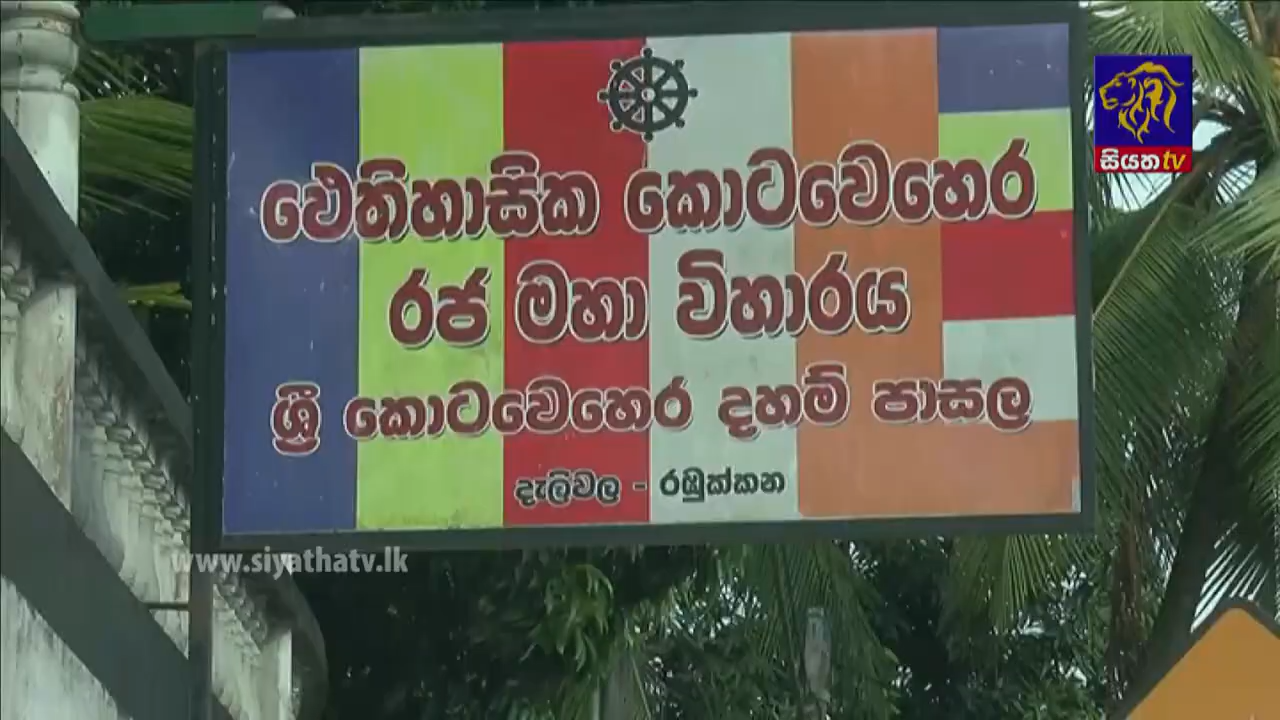 සියත tv
ඓතිහාසික කොටවෙහෙර
රජ මහා විහාරය
ශ්‍රී කොටවෙහෙර දහම් පාසල
දැලිවල - රඹුක්කන
www.siyathatv.lk